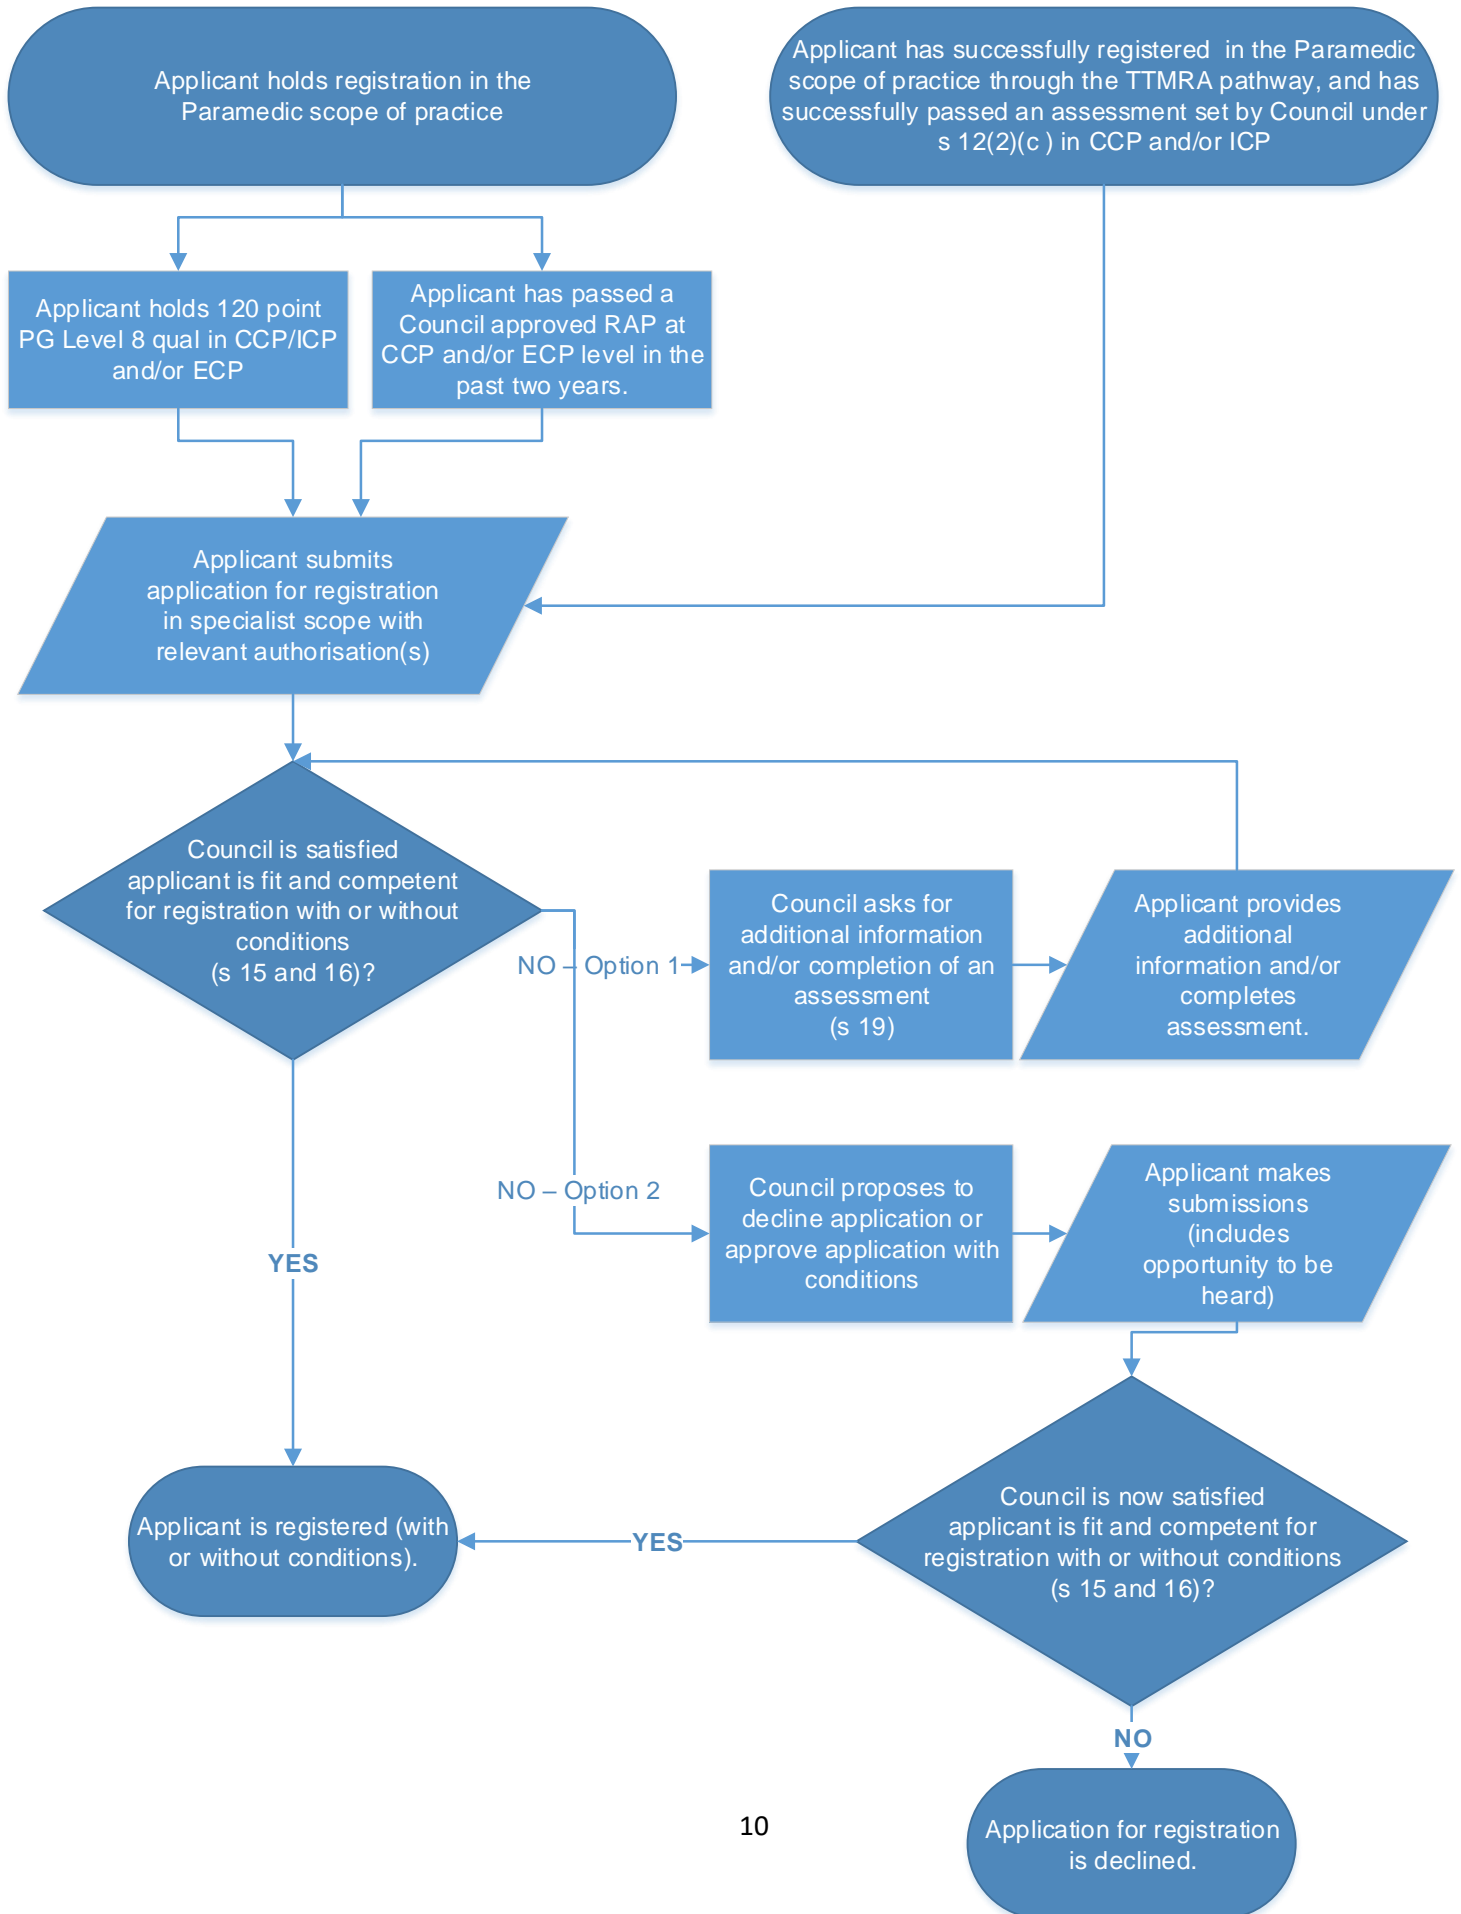 Applicant holds registration in the
Paramedic scope of practice
Applicant has successfully registered  in the Paramedic
scope of practice through the TTMRA pathway, and has
successfully passed an assessment set by Council under
s 12(2)(c ) in CCP and/or ICP
Applicant holds 120 point
PG Level 8 qual in CCP/ICP
and/or ECP
Applicant has passed a
Council approved RAP at
CCP and/or ECP level in the
past two years.
Applicant submits
application for registration
in specialist scope with
relevant authorisation(s)
Council is satisfied
applicant is fit and competent
for registration with or without
conditions
(s 15 and 16)?
NO – Option 1
Council asks for
additional information
and/or completion of an
assessment
(s 19)
Applicant provides
additional
information and/or
completes
assessment.
NO – Option 2
Council proposes to
decline application or
approve application with
conditions
Applicant makes
submissions
(includes
opportunity to be
heard)
YES
Applicant is registered (with
or without conditions).
YES
Council is now satisfied
applicant is fit and competent for
registration with or without conditions
(s 15 and 16)?
NO
Application for registration
is declined.
10